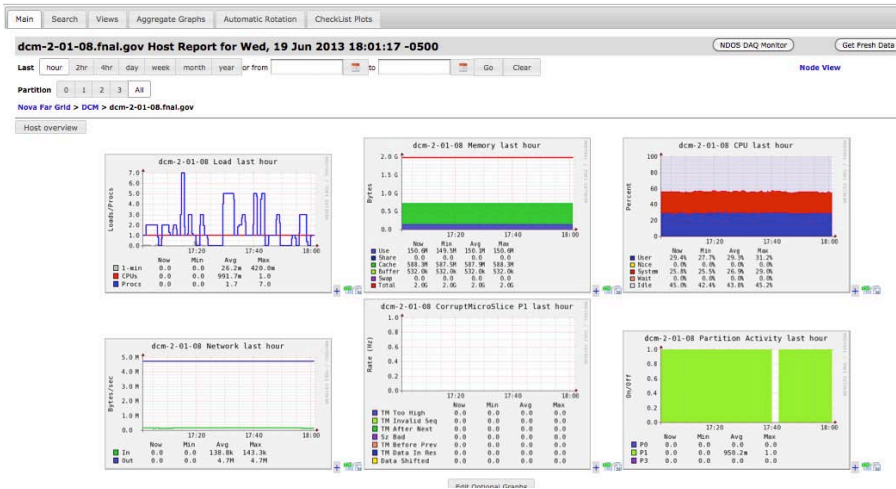 Main Search Views Aggregate Graphs Automatic Rotation CheckList Plots
dcm-2-01-08.fnal.gov Host Report for Wed, 19 Jun 2013 18:01:17 -0500
NDOS DAQ Monitor
Get Fresh Data
Last hour 2hr 4hr day week month year or from to Go Clear
Node View
Partition 0 1 2 3 All
Nova Far Grid > DCM > dcm-2-01-08.fnal.gov
Host overview
dcm-2-01-08 Load last hour
Loads/Procs
7.0
6.0
5.0
4.0
3.0
2.0
1.0
0.0
17:20 17:40 18:00
Now Min Avg Max
1-min 0.0 0.0 26.2m 420.0m
CPUs 0.0 0.0 991.7m 1.0
Procs 0.0 0.0 1.7 7.0
dcm-2-01-08 Memory last hour
Bytes
2.0 G
1.5 G
1.0 G
0.5 G
0.0
17:20 17:40 18:00
Now Min Avg Max
Use 150.6M 149.5M 150.1M 150.6M
Share 0.0 0.0 0.0 0.0
Cache 588.3M 587.5M 587.9M 588.3M
Buffer 532.0k 532.0k 532.0k 532.0k
Swap 0.0 0.0 0.0 0.0
Total 2.0G 2.0G 2.0G 2.0G
dcm-2-01-08 CPU last hour
Percent
100
80
60
40
20
0
17:20 17:40 18:00
Now Min Avg Max
User 29.4% 27.7% 29.3% 31.2%
Nice 0.0% 0.0% 0.0% 0.0%
System 25.8% 25.5% 26.9% 29.0%
Wait 0.0% 0.0% 0.0% 0.0%
Idle 45.0% 42.4% 43.8% 45.2%
dcm-2-01-08 Network last hour
Bytes/sec
5.0 M
4.0 M
3.0 M
2.0 M
1.0 M
0.0
17:20 17:40 18:00
Now Min Avg Max
In 0.0 0.0 138.8k 143.3k
Out 0.0 0.0 4.7M 4.7M
dcm-2-01-08 CorruptMicroSlice P1 last hour
Rate (Hz)
1.0
0.8
0.6
0.4
0.2
0.0
17:20 17:40 18:00
Now Min Avg Max
TM Too High 0.0 0.0 0.0 0.0
TM Invalid Seq 0.0 0.0 0.0 0.0
TM After Next 0.0 0.0 0.0 0.0
Sz Bad 0.0 0.0 0.0 0.0
TM Before Prev 0.0 0.0 0.0 0.0
TM Data In Res 0.0 0.0 0.0 0.0
Data Shifted 0.0 0.0 0.0 0.0
dcm-2-01-08 Partition Activity last hour
On/Off
1.0
0.8
0.6
0.4
0.2
0.0
17:20 17:40 18:00
Now Min Avg Max
P0 0.0 0.0 0.0 0.0
P1 0.0 0.0 950.2m 1.0
P3 0.0 0.0 0.0 0.0
Edit Optional Graphs